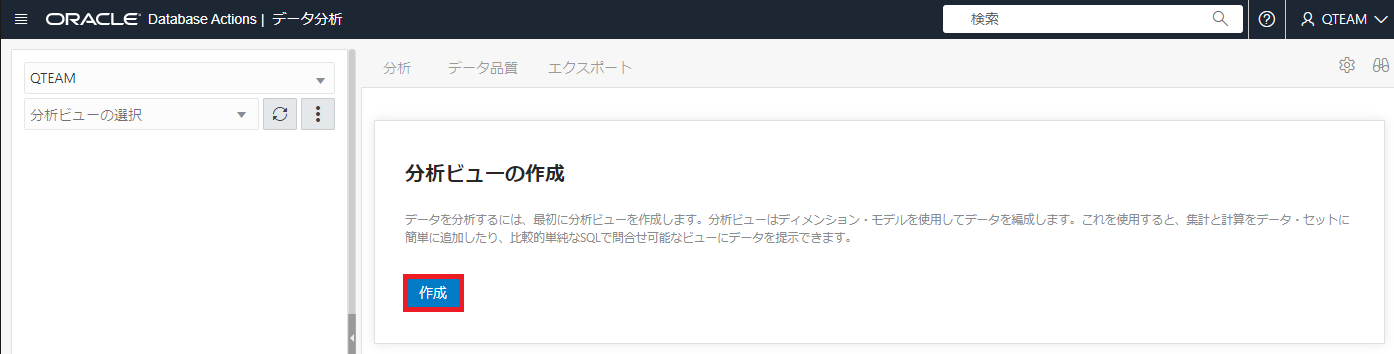 ORACLE Database Actions | データ分析
検索
QTEAM
QTEAM
分析ビューの選択
分析 データ品質 エクスポート
分析ビューの作成
データを分析するには、最初に分析ビューを作成します。分析ビューはディメンション・モデルを使用してデータを編成します。これを使用すると、集計と計算をデータ・セットに
簡単に追加したり、比較的単純なSQLで問合せ可能なビューにデータを提示できます。
作成